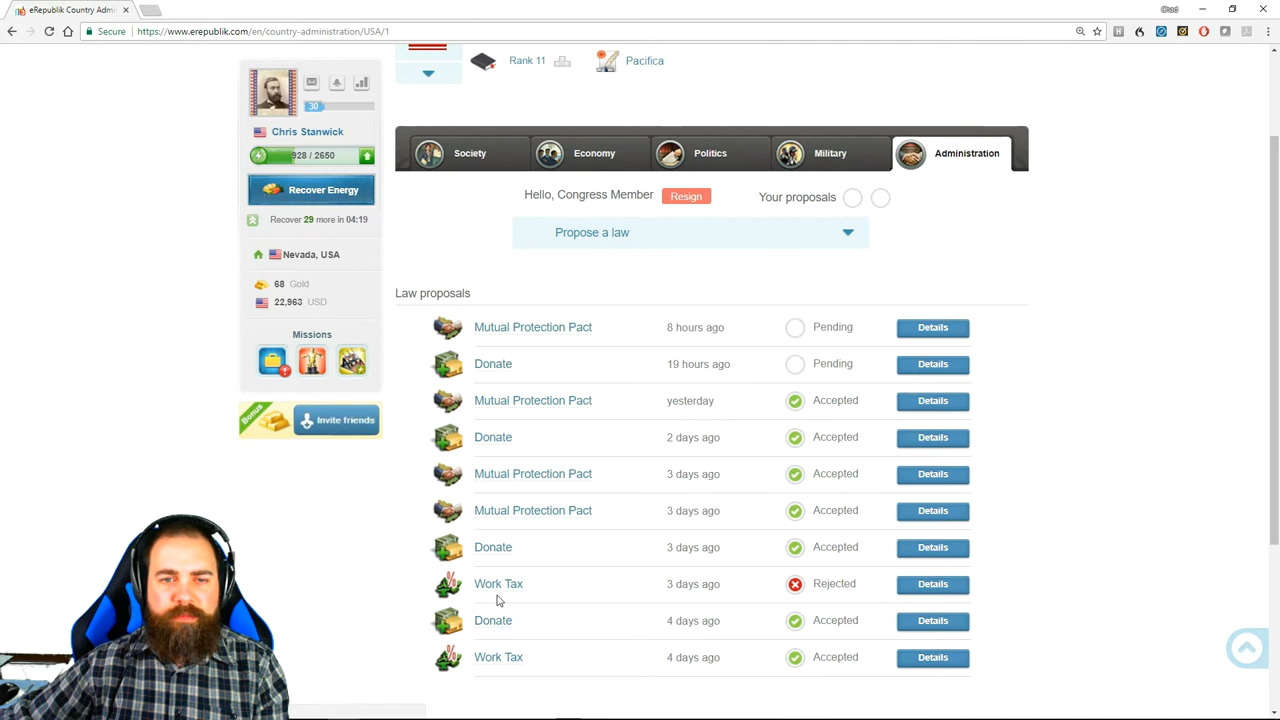 eRepublik Country Admi
Chad
Secure
https://www.erepublik.com/en/country-administration/USA/1
Rank 11
Pacifica
30
Chris Stanwick
928 / 2650
Recover Energy
Recover 29 more in 04:19
Nevada, USA
68 Gold
22,963 USD
Missions
Bonus
Invite friends
Society
Economy
Politics
Military
Administration
Hello, Congress Member
Resign
Your proposals
Propose a law
Law proposals
Mutual Protection Pact 8 hours ago Pending Details
Donate 19 hours ago Pending Details
Mutual Protection Pact yesterday Accepted Details
Donate 2 days ago Accepted Details
Mutual Protection Pact 3 days ago Accepted Details
Mutual Protection Pact 3 days ago Accepted Details
Donate 3 days ago Accepted Details
Work Tax 3 days ago Rejected Details
Donate 4 days ago Accepted Details
Work Tax 4 days ago Accepted Details